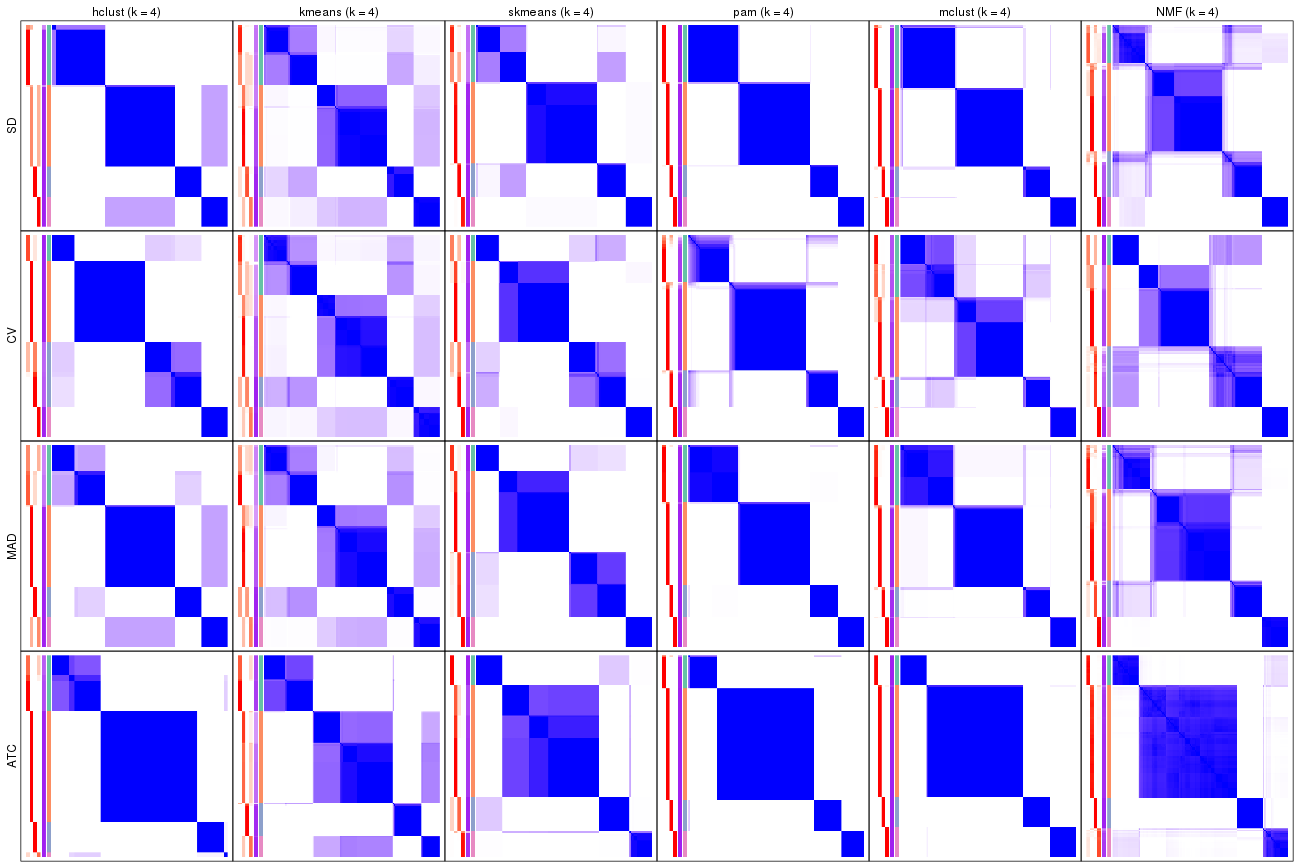 hclust (k = 4)
kmeans (k = 4)
skmeans (k = 4)
pam (k = 4)
mclust (k = 4)
NMF (k = 4)
SD
CV
MAD
ATC